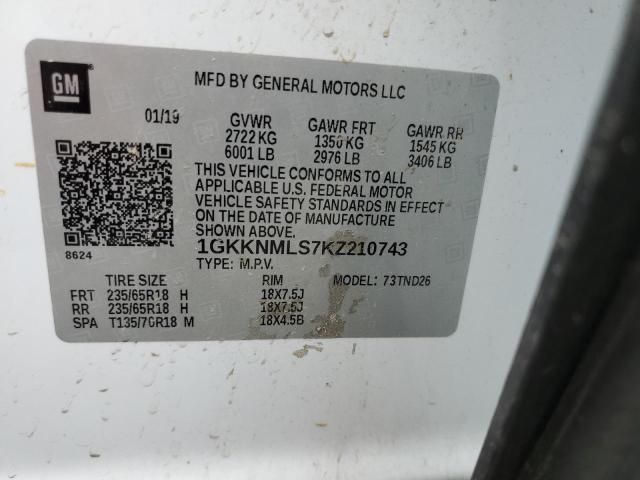 GM
MFD BY GENERAL MOTORS LLC
01/19 GVWR GAWR FRT GAWR RR
2722 KG 1350 KG 1545 KG
6001 LB 2976 LB 3406 LB
THIS VEHICLE CONFORMS TO ALL
APPLICABLE U.S. FEDERAL MOTOR
VEHICLE SAFETY STANDARDS IN EFFECT
ON THE DATE OF MANUFACTURE
SHOWN ABOVE.
8624
1GKKNMLS7KZ210743
TYPE: M.P.V. MODEL: 73TND26
TIRE SIZE RIM
FRT 235/65R18 H 18X7.5J
RR 235/65R18 H 18X7.5J
SPA T135/70R18 M 18X4.5B